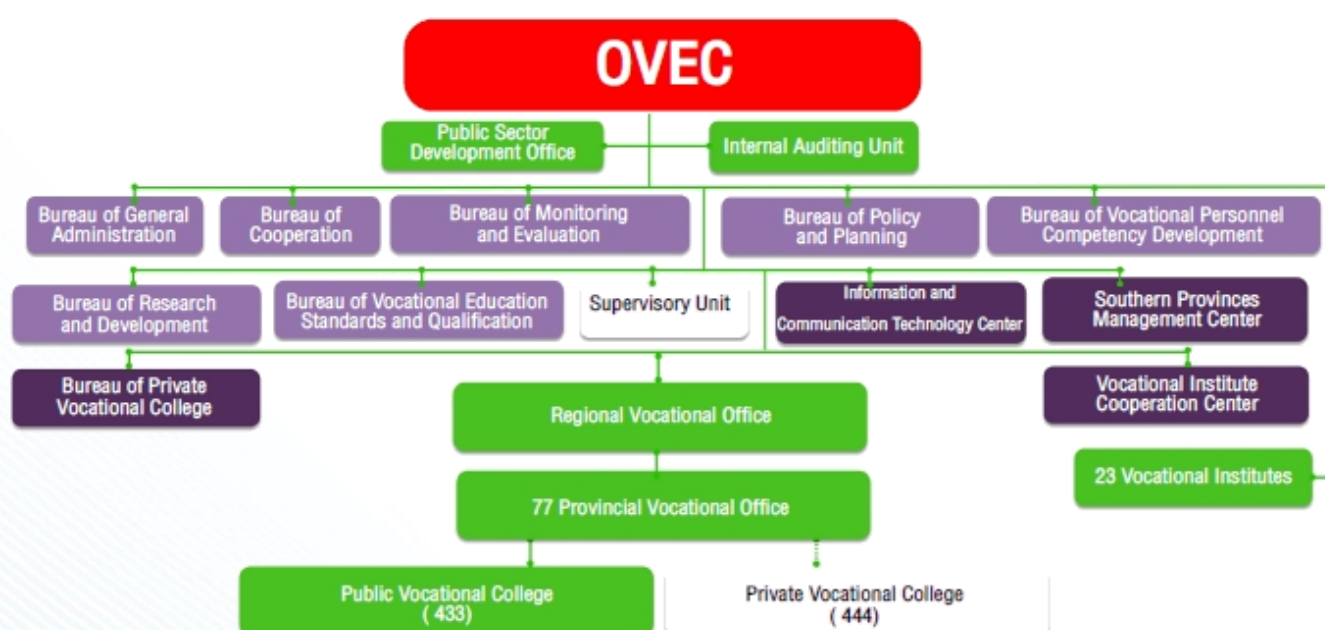 OVEC
Public Sector
Development Office
Internal Auditing Unit
Bureau of General
Administration
Bureau of
Cooperation
Bureau of Monitoring
and Evaluation
Bureau of Policy
and Planning
Bureau of Vocational Personnel
Competency Development
Bureau of Research
and Development
Bureau of Vocational Education
Standards and Qualification
Supervisory Unit
Information and
Communication Technology Center
Southern Provinces
Management Center
Bureau of Private
Vocational College
Regional Vocational Office
Vocational Institute
Cooperation Center
23 Vocational Institutes
77 Provincial Vocational Office
Public Vocational College
( 433)
Private Vocational College
( 444)